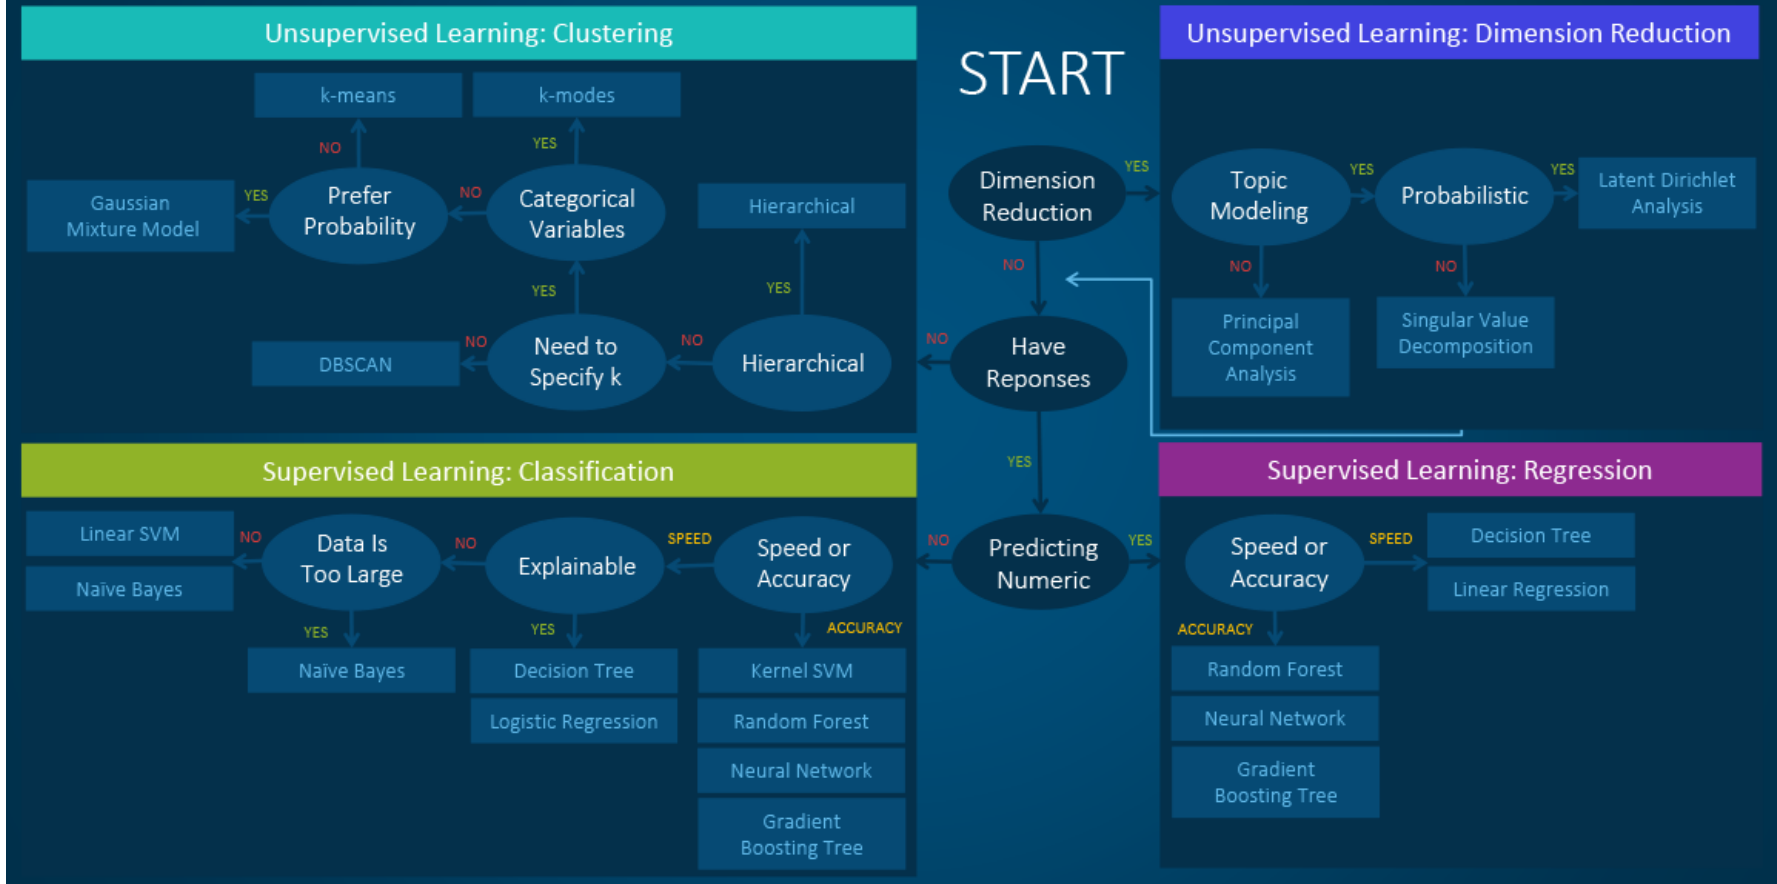 Unsupervised Learning: Clustering
k-means
k-modes
NO
YES
Gaussian
Mixture Model
YES
Prefer
Probability
NO
Categorical
Variables
Hierarchical
YES
YES
DBSCAN
NO
Need to
Specify k
NO
Hierarchical
START
Dimension
Reduction
YES
NO
NO
Have
Reponses
YES
NO
Predicting
Numeric
YES
Unsupervised Learning: Dimension Reduction
Topic
Modeling
YES
Probabilistic
YES
Latent Dirichlet
Analysis
NO
NO
Principal
Component
Analysis
Singular Value
Decomposition
Supervised Learning: Classification
Linear SVM
Naïve Bayes
NO
Data Is
Too Large
NO
Explainable
SPEED
Speed or
Accuracy
YES
YES
ACCURACY
Naïve Bayes
Decision Tree
Logistic Regression
Kernel SVM
Random Forest
Neural Network
Gradient
Boosting Tree
Supervised Learning: Regression
Speed or
Accuracy
SPEED
Decision Tree
Linear Regression
ACCURACY
Random Forest
Neural Network
Gradient
Boosting Tree